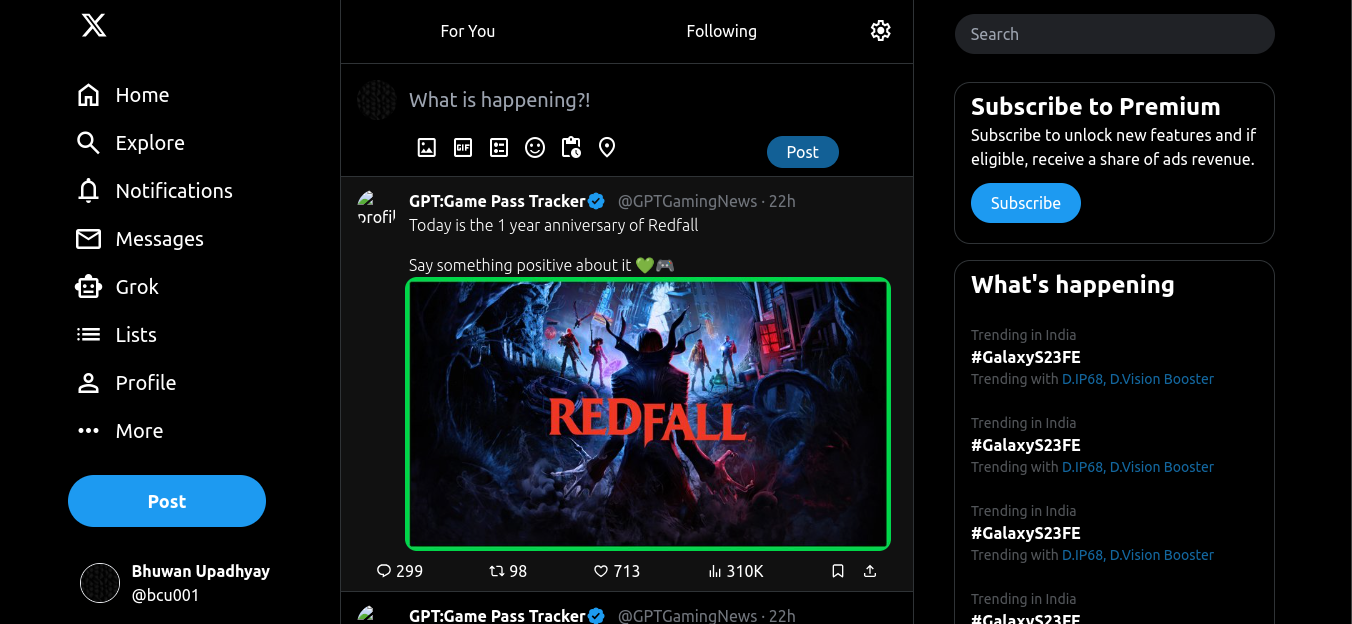 Home
Explore
Notifications
Messages
Grok
Lists
Profile
More
Post
Bhuwan Upadhyay
@bcu001
For You
Following
What is happening?!
GIF
Post
profil
GPT:Game Pass Tracker @GPTGamingNews · 22h
Today is the 1 year anniversary of Redfall
Say something positive about it 💚🎮
REDFALL
299 98 713 310K
GPT:Game Pass Tracker @GPTGamingNews · 22h
Search
Subscribe to Premium
Subscribe to unlock new features and if
eligible, receive a share of ads revenue.
Subscribe
What's happening
Trending in India
#GalaxyS23FE
Trending with D.IP68, D.Vision Booster
Trending in India
#GalaxyS23FE
Trending with D.IP68, D.Vision Booster
Trending in India
#GalaxyS23FE
Trending with D.IP68, D.Vision Booster
Trending in India
#GalaxyS23FE